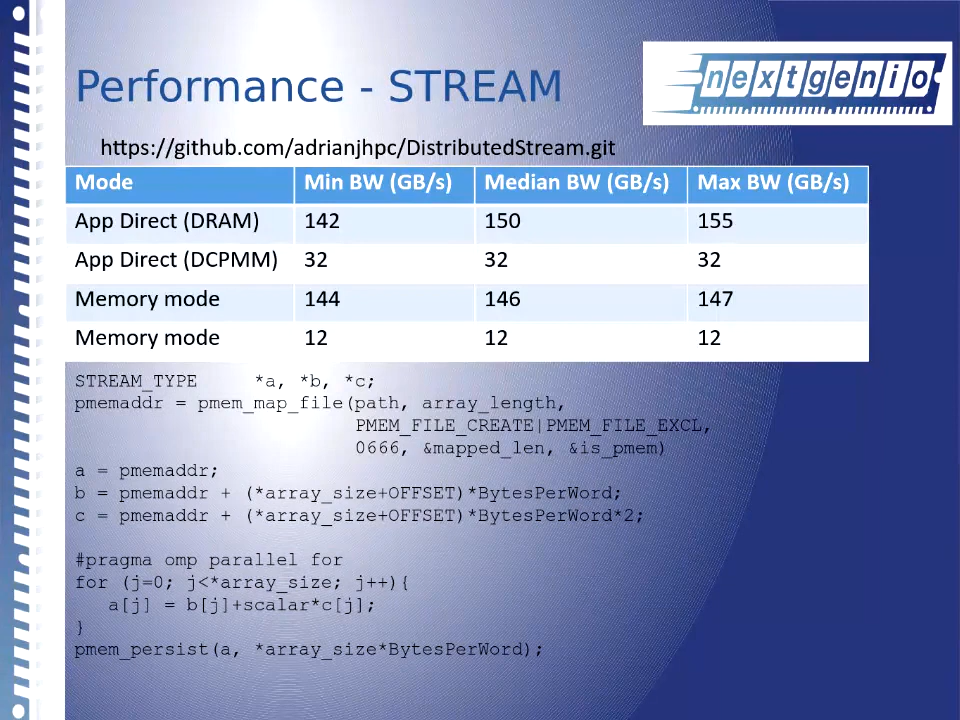 Performance - STREAM
nextgenio
https://github.com/adrianjhpc/DistributedStream.git
Mode Min BW (GB/s) Median BW (GB/s) Max BW (GB/s)
App Direct (DRAM) 142 150 155
App Direct (DCPMM) 32 32 32
Memory mode 144 146 147
Memory mode 12 12 12
STREAM_TYPE *a, *b, *c;
pmemaddr = pmem_map_file(path, array_length,
PMEM_FILE_CREATE|PMEM_FILE_EXCL,
0666, &mapped_len, &is_pmem)
a = pmemaddr;
b = pmemaddr + (*array_size+OFFSET)*BytesPerWord;
c = pmemaddr + (*array_size+OFFSET)*BytesPerWord*2;
#pragma omp parallel for
for (j=0; j<*array_size; j++){
a[j] = b[j]+scalar*c[j];
}
pmem_persist(a, *array_size*BytesPerWord);